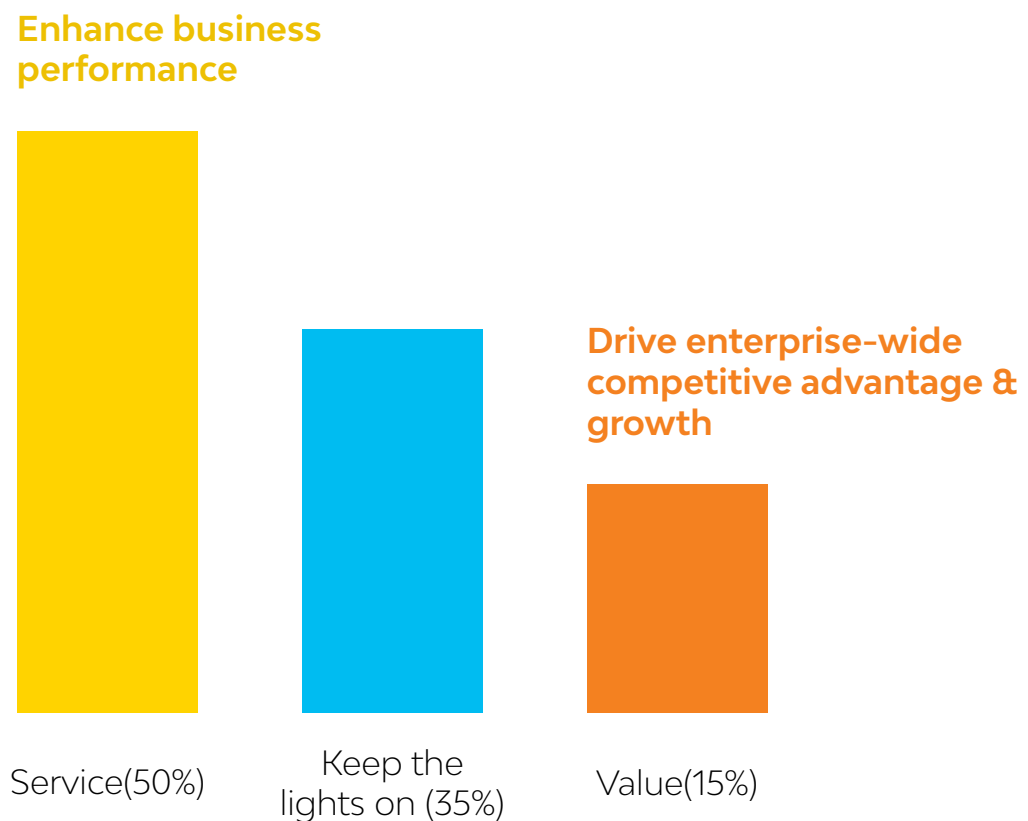 Enhance business
performance
Drive enterprise-wide
competitive advantage &
growth
Service(50%)
Keep the
lights on (35%)
Value(15%)